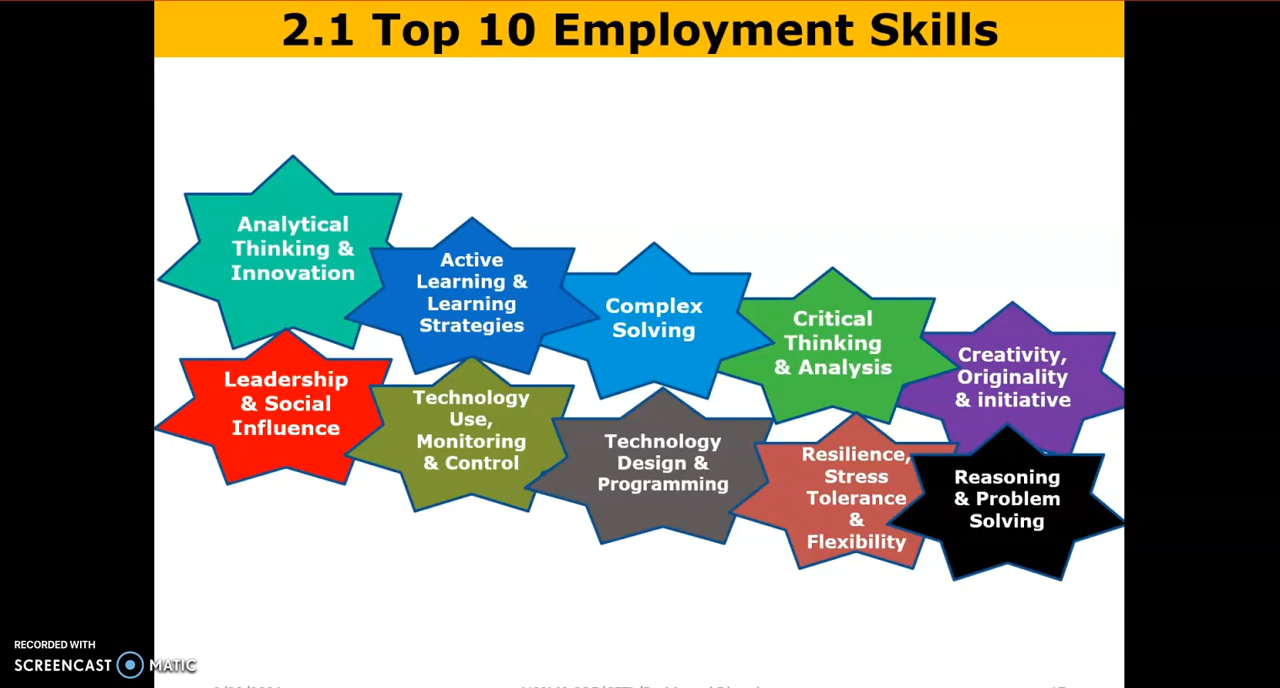 2.1 Top 10 Employment Skills
Analytical
Thinking &
Innovation
Active
Learning &
Learning
Strategies
Complex
Solving
Critical
Thinking
& Analysis
Creativity,
Originality
& initiative
Leadership
& Social
Influence
Technology
Use,
Monitoring
& Control
Technology
Design &
Programming
Resilience,
Stress
Tolerance
&
Flexibility
Reasoning
& Problem
Solving
RECORDED WITH
SCREENCAST MATIC